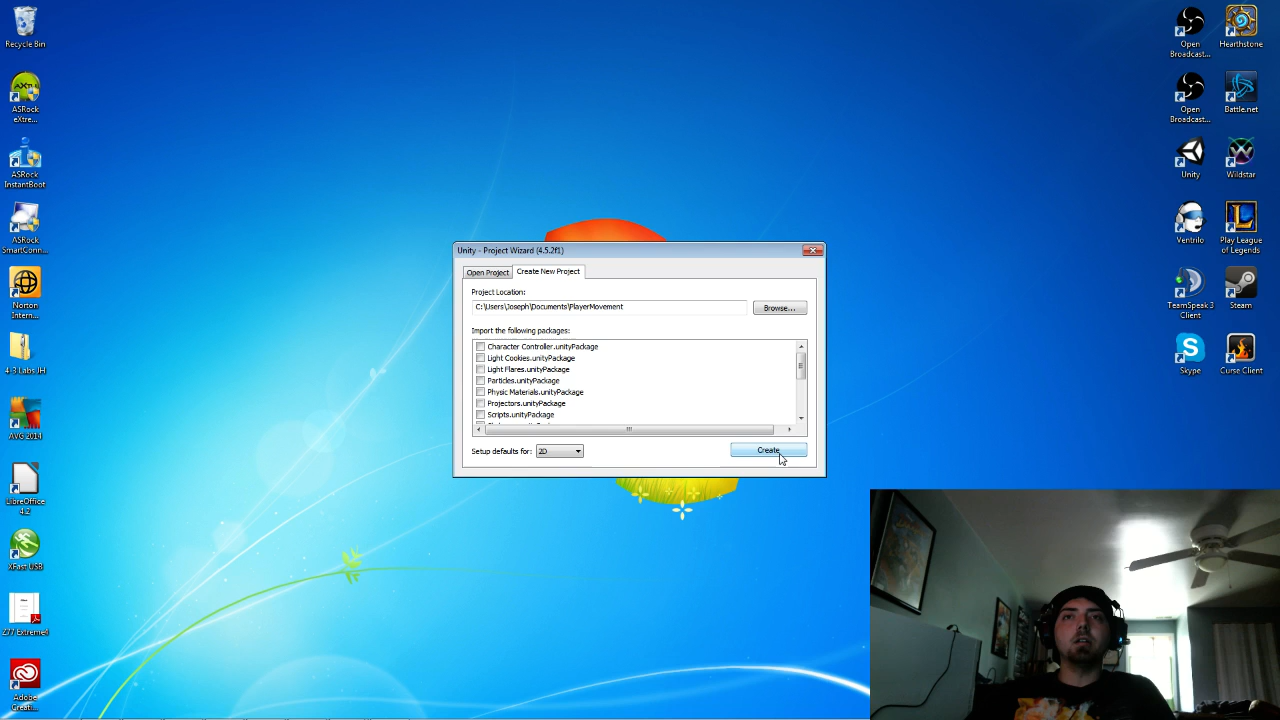 Recycle Bin
ASRock
eXtre...
ASRock
InstantBoot
ASRock
SmartConn...
Norton
Intern...
4-3 Labs JH
AVG 2014
LibreOffice
4.2
XFast USB
Z77 Extreme4
Adobe
Creati...
Unity - Project Wizard (4.5.2f1)
Open Project
Create New Project
Project Location:
C:\Users\Joseph\Documents\PlayerMovement
Browse...
Import the following packages:
Character Controller.unityPackage
Light Cookies.unityPackage
Light Flares.unityPackage
Particles.unityPackage
Physic Materials.unityPackage
Projectors.unityPackage
Scripts.unityPackage
Setup defaults for:
2D
Create
Open
Broadcast...
Hearthstone
Open
Broadcast...
Battle.net
Unity
Wildstar
Ventrilo
Play League
of Legends
TeamSpeak 3
Client
Steam
Skype
Curse Client